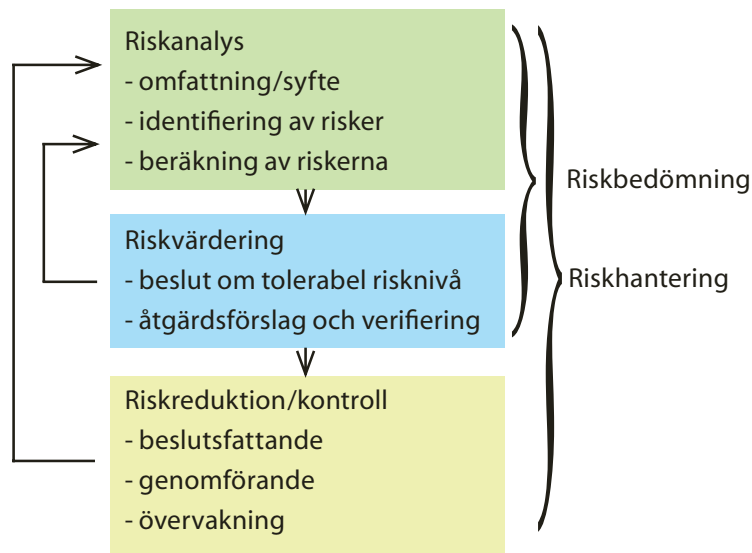 Riskanalys
- omfattning/syfte
- identifiering av risker
- beräkning av riskerna
Riskvärdering
- beslut om tolerabel risknivå
- åtgärdsförslag och verifiering
Riskreduktion/kontroll
- beslutsfattande
- genomförande
- övervakning
Riskbedömning
Riskhantering